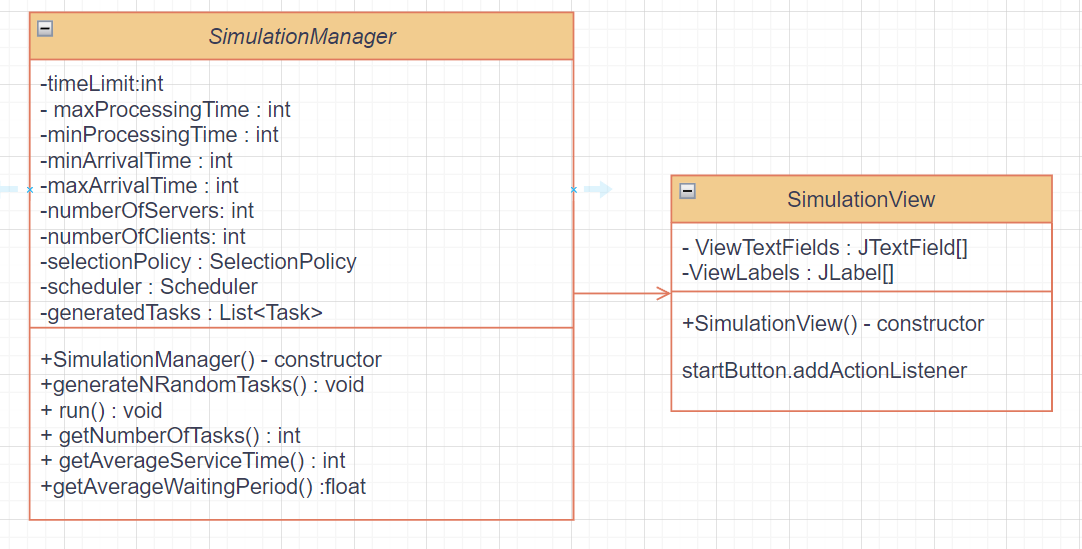 SimulationManager
-timeLimit:int
- maxProcessingTime : int
-minProcessingTime : int
-minArrivalTime : int
-maxArrivalTime : int
-numberOfServers: int
-numberOfClients: int
-selectionPolicy : SelectionPolicy
-scheduler : Scheduler
-generatedTasks : List<Task>
+SimulationManager() - constructor
+generateNRandomTasks() : void
+ run() : void
+ getNumberOfTasks() : int
+ getAverageServiceTime() : int
+getAverageWaitingPeriod() :float
SimulationView
- ViewTextFields : JTextField[]
-ViewLabels : JLabel[]
+SimulationView() - constructor
startButton.addActionListener